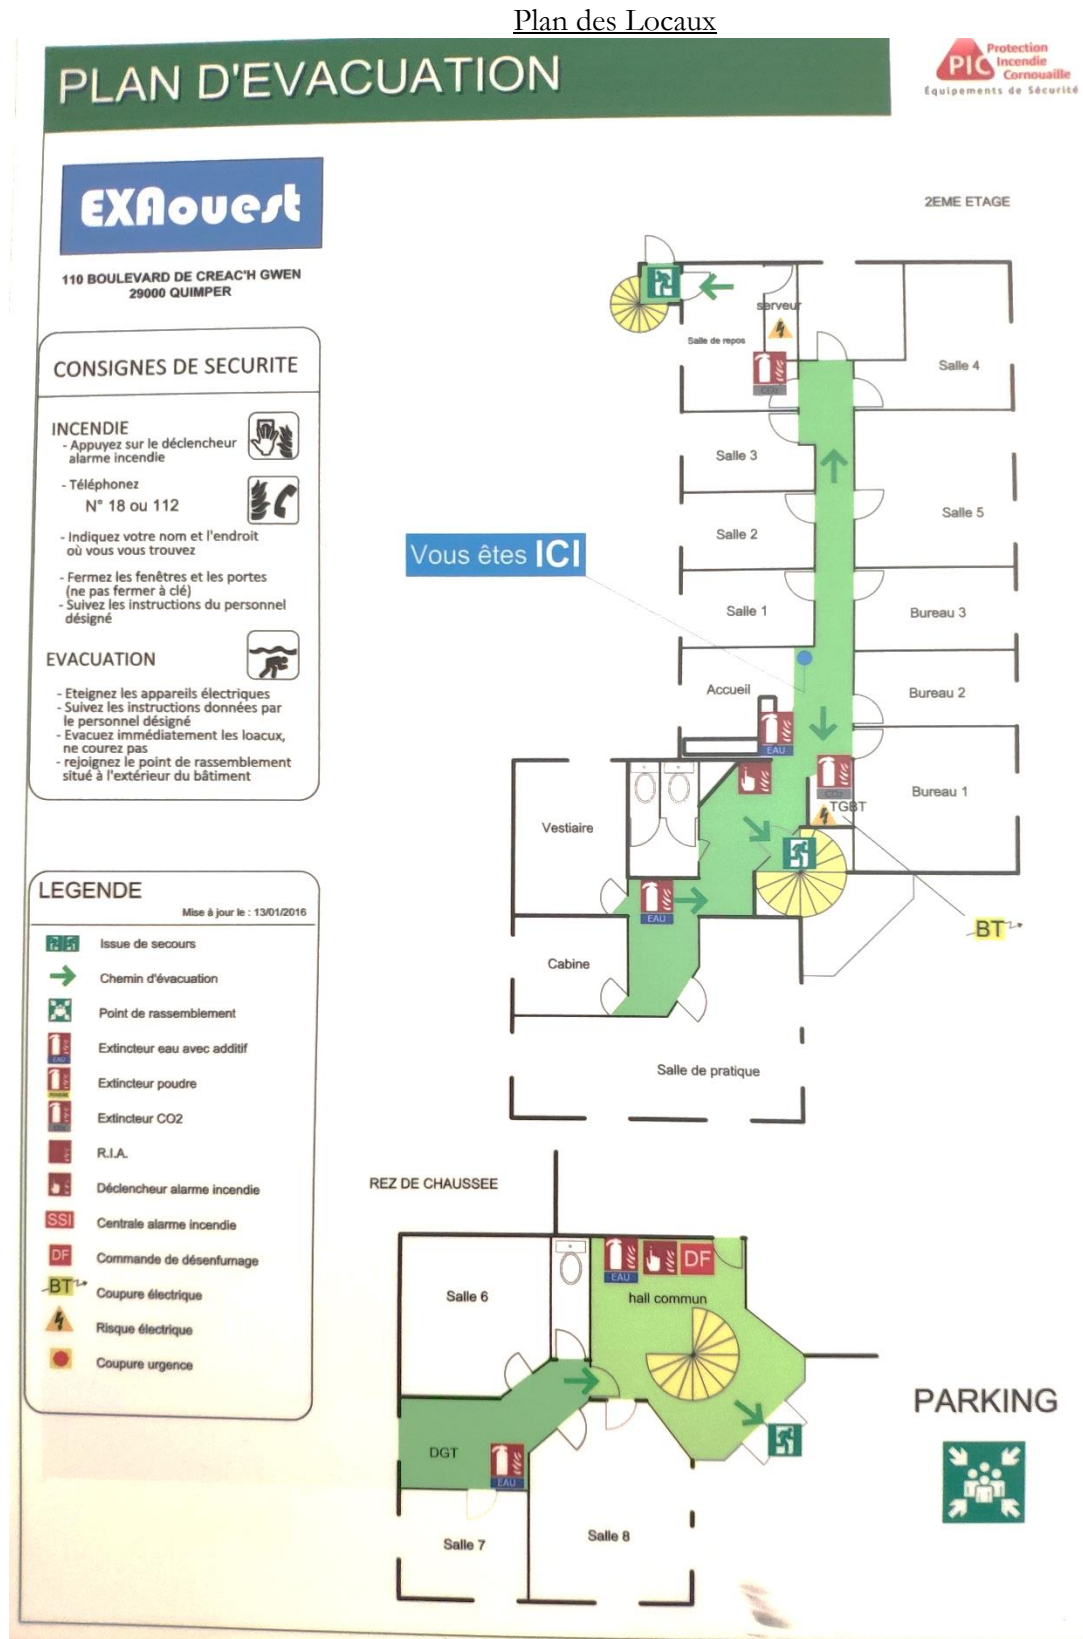 Plan des Locaux
PLAN D'EVACUATION
PIC
Protection
Incendie
Cornouaille
Équipements de Sécurité
EXAouest
110 BOULEVARD DE CREAC'H GWEN
29000 QUIMPER
CONSIGNES DE SECURITE
INCENDIE
- Appuyez sur le déclencheur
alarme incendie
- Téléphonez
N° 18 ou 112
- Indiquez votre nom et l'endroit
où vous vous trouvez
- Fermez les fenêtres et les portes
(ne pas fermer à clé)
- Suivez les instructions du personnel
désigné
EVACUATION
- Eteignez les appareils électriques
- Suivez les instructions données par
le personnel désigné
- Evacuez immédiatement les loacux,
ne courez pas
- rejoignez le point de rassemblement
situé à l'extérieur du bâtiment
LEGENDE
Mise à jour le : 13/01/2016
Issue de secours
Chemin d'évacuation
Point de rassemblement
EAU
Extincteur eau avec additif
POUDRE
Extincteur poudre
CO2
Extincteur CO2
R.I.A.
Déclencheur alarme incendie
SSI
Centrale alarme incendie
DF
Commande de désenfumage
BT
Coupure électrique
Risque électrique
Coupure urgence
2EME ETAGE
serveur
Salle de repos
CO2
Salle 4
Salle 3
Salle 5
Salle 2
Vous êtes ICI
Salle 1
Bureau 3
Accueil
Bureau 2
EAU
CO2
TGBT
Bureau 1
Vestiaire
EAU
BT
Cabine
Salle de pratique
REZ DE CHAUSSEE
EAU
DF
Salle 6
hall commun
DGT
EAU
PARKING
Salle 7
Salle 8